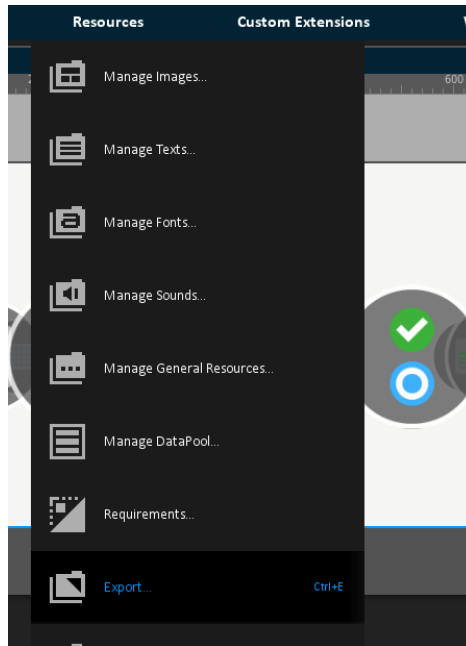 Resources Custom Extensions
600
Manage Images...
Manage Texts...
Manage Fonts...
Manage Sounds...
Manage General Resources...
Manage DataPool...
Requirements...
Export... Ctrl+E